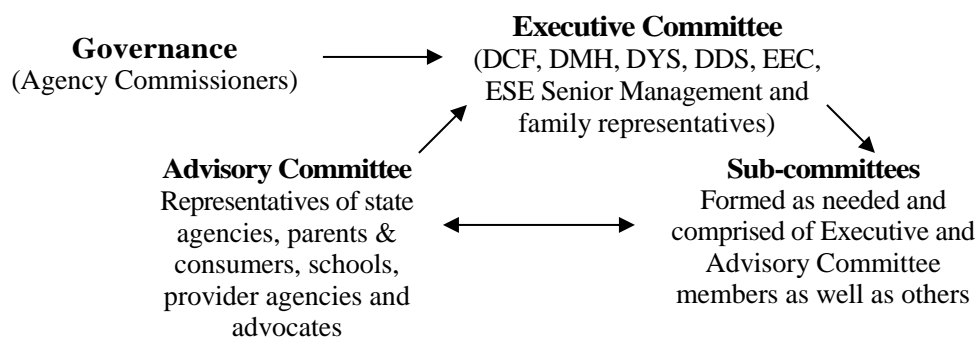 Governance
(Agency Commissioners)
Executive Committee
(DCF, DMH, DYS, DDS, EEC,
ESE Senior Management and
family representatives)
Advisory Committee
Representatives of state
agencies, parents &
consumers, schools,
provider agencies and
advocates
Sub-committees
Formed as needed and
comprised of Executive and
Advisory Committee
members as well as others